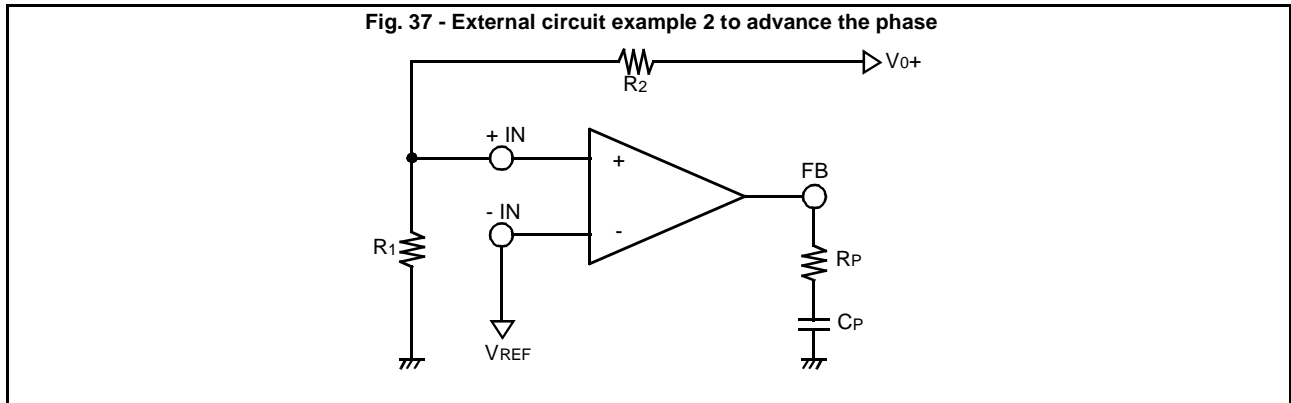 Fig. 37 - External circuit example 2 to advance the phase
V0+
R2
+ IN
+
FB
- IN
-
R1
RP
CP
VREF